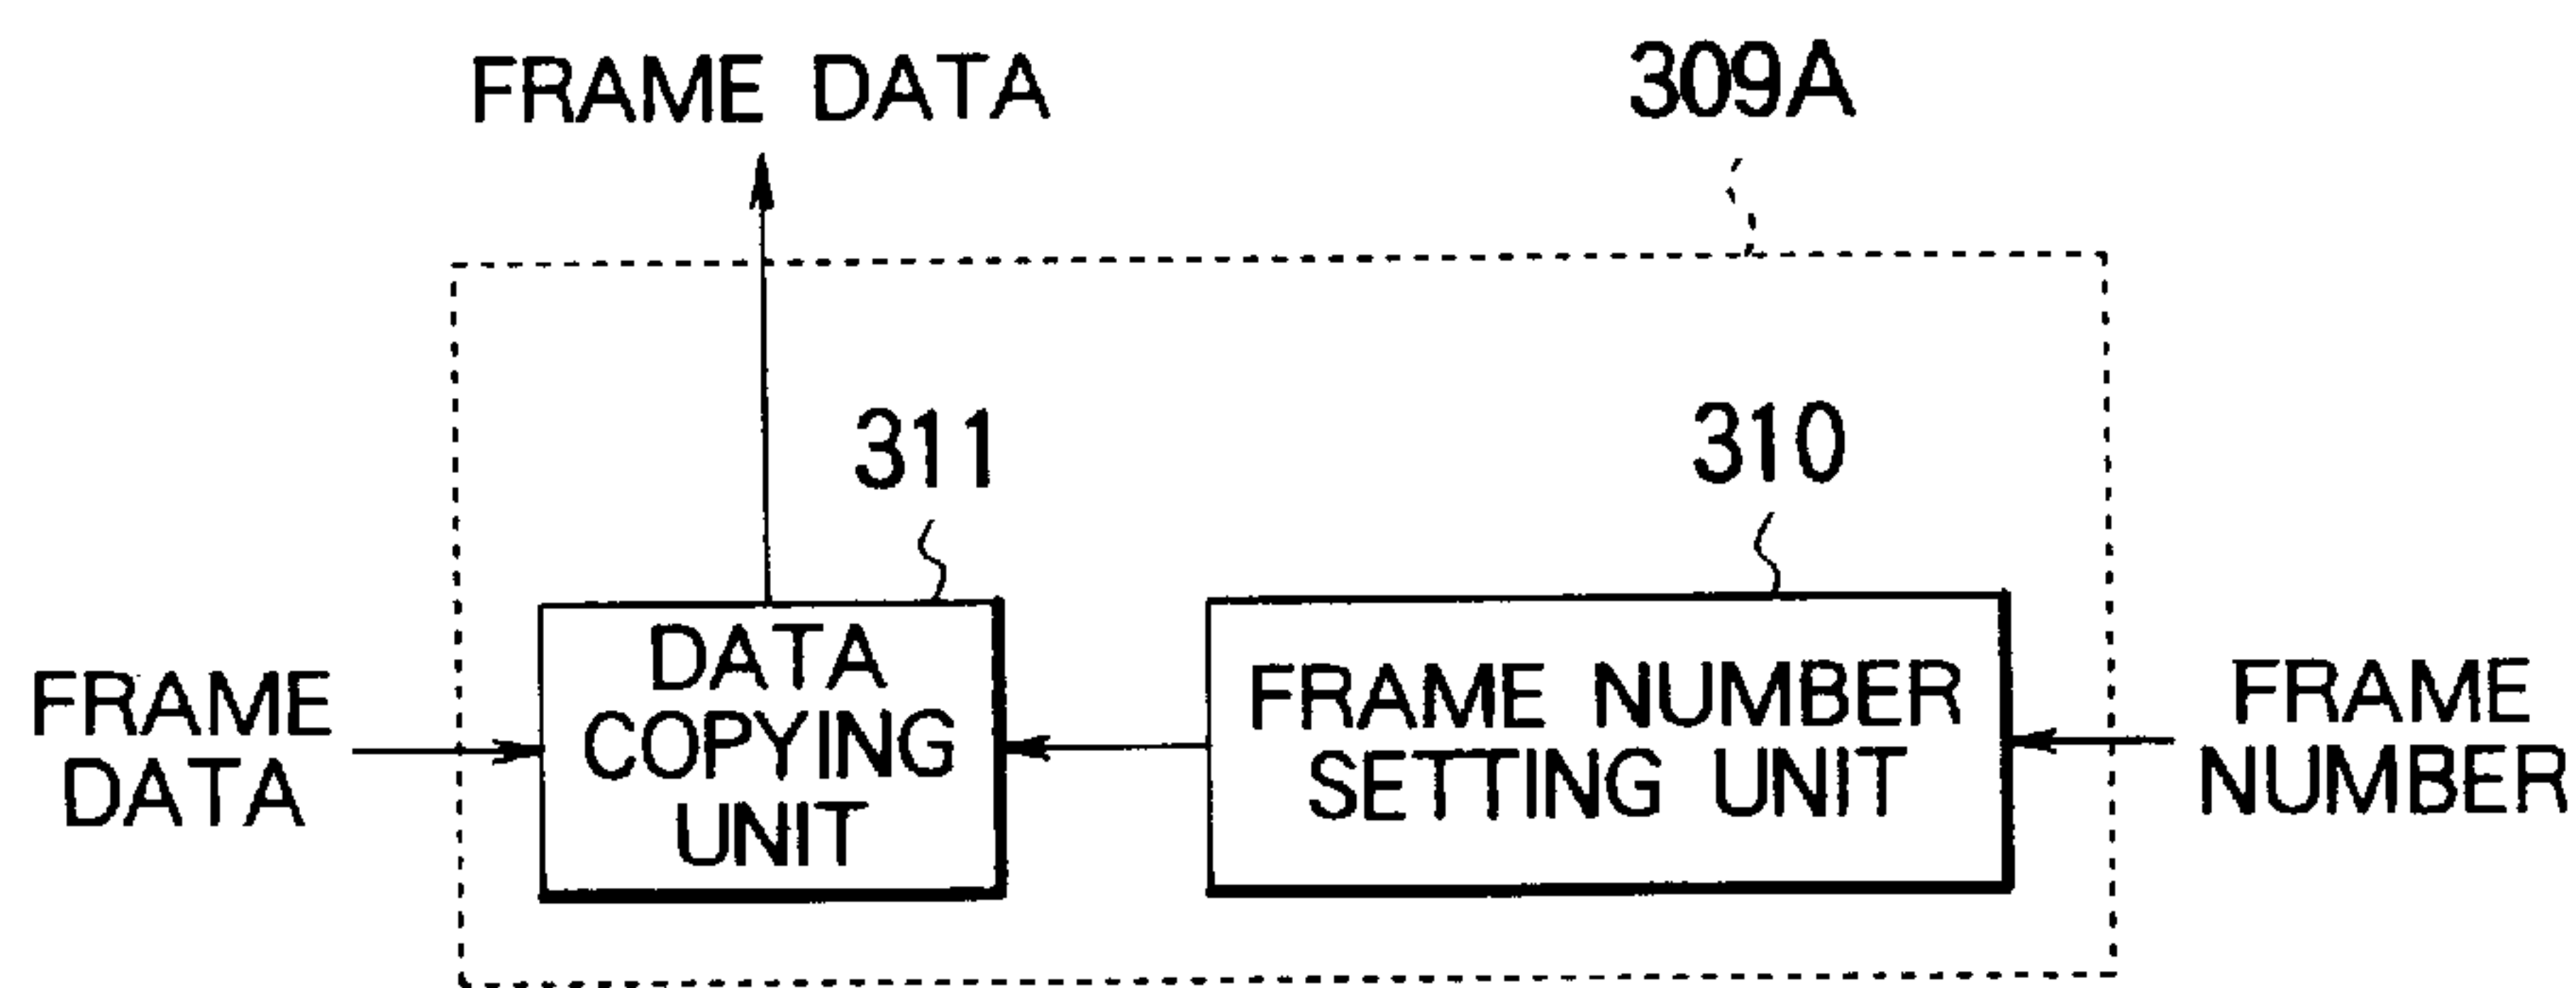 FRAME DATA
309A
311
310
FRAME
DATA
DATA
COPYING
UNIT
FRAME NUMBER
SETTING UNIT
FRAME
NUMBER